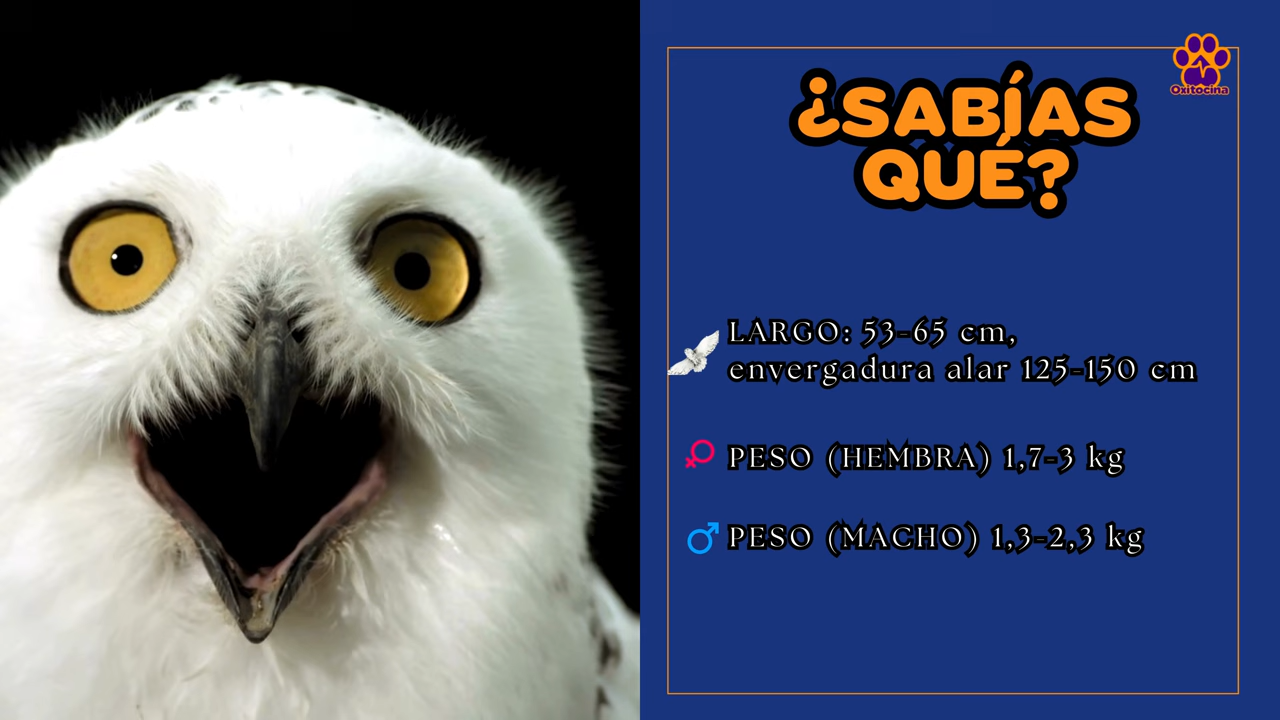 Oxitocina
¿SABÍAS
QUÉ?
LARGO: 53-65 cm,
envergadura alar 125-150 cm
PESO (HEMBRA) 1,7-3 kg
PESO (MACHO) 1,3-2,3 kg